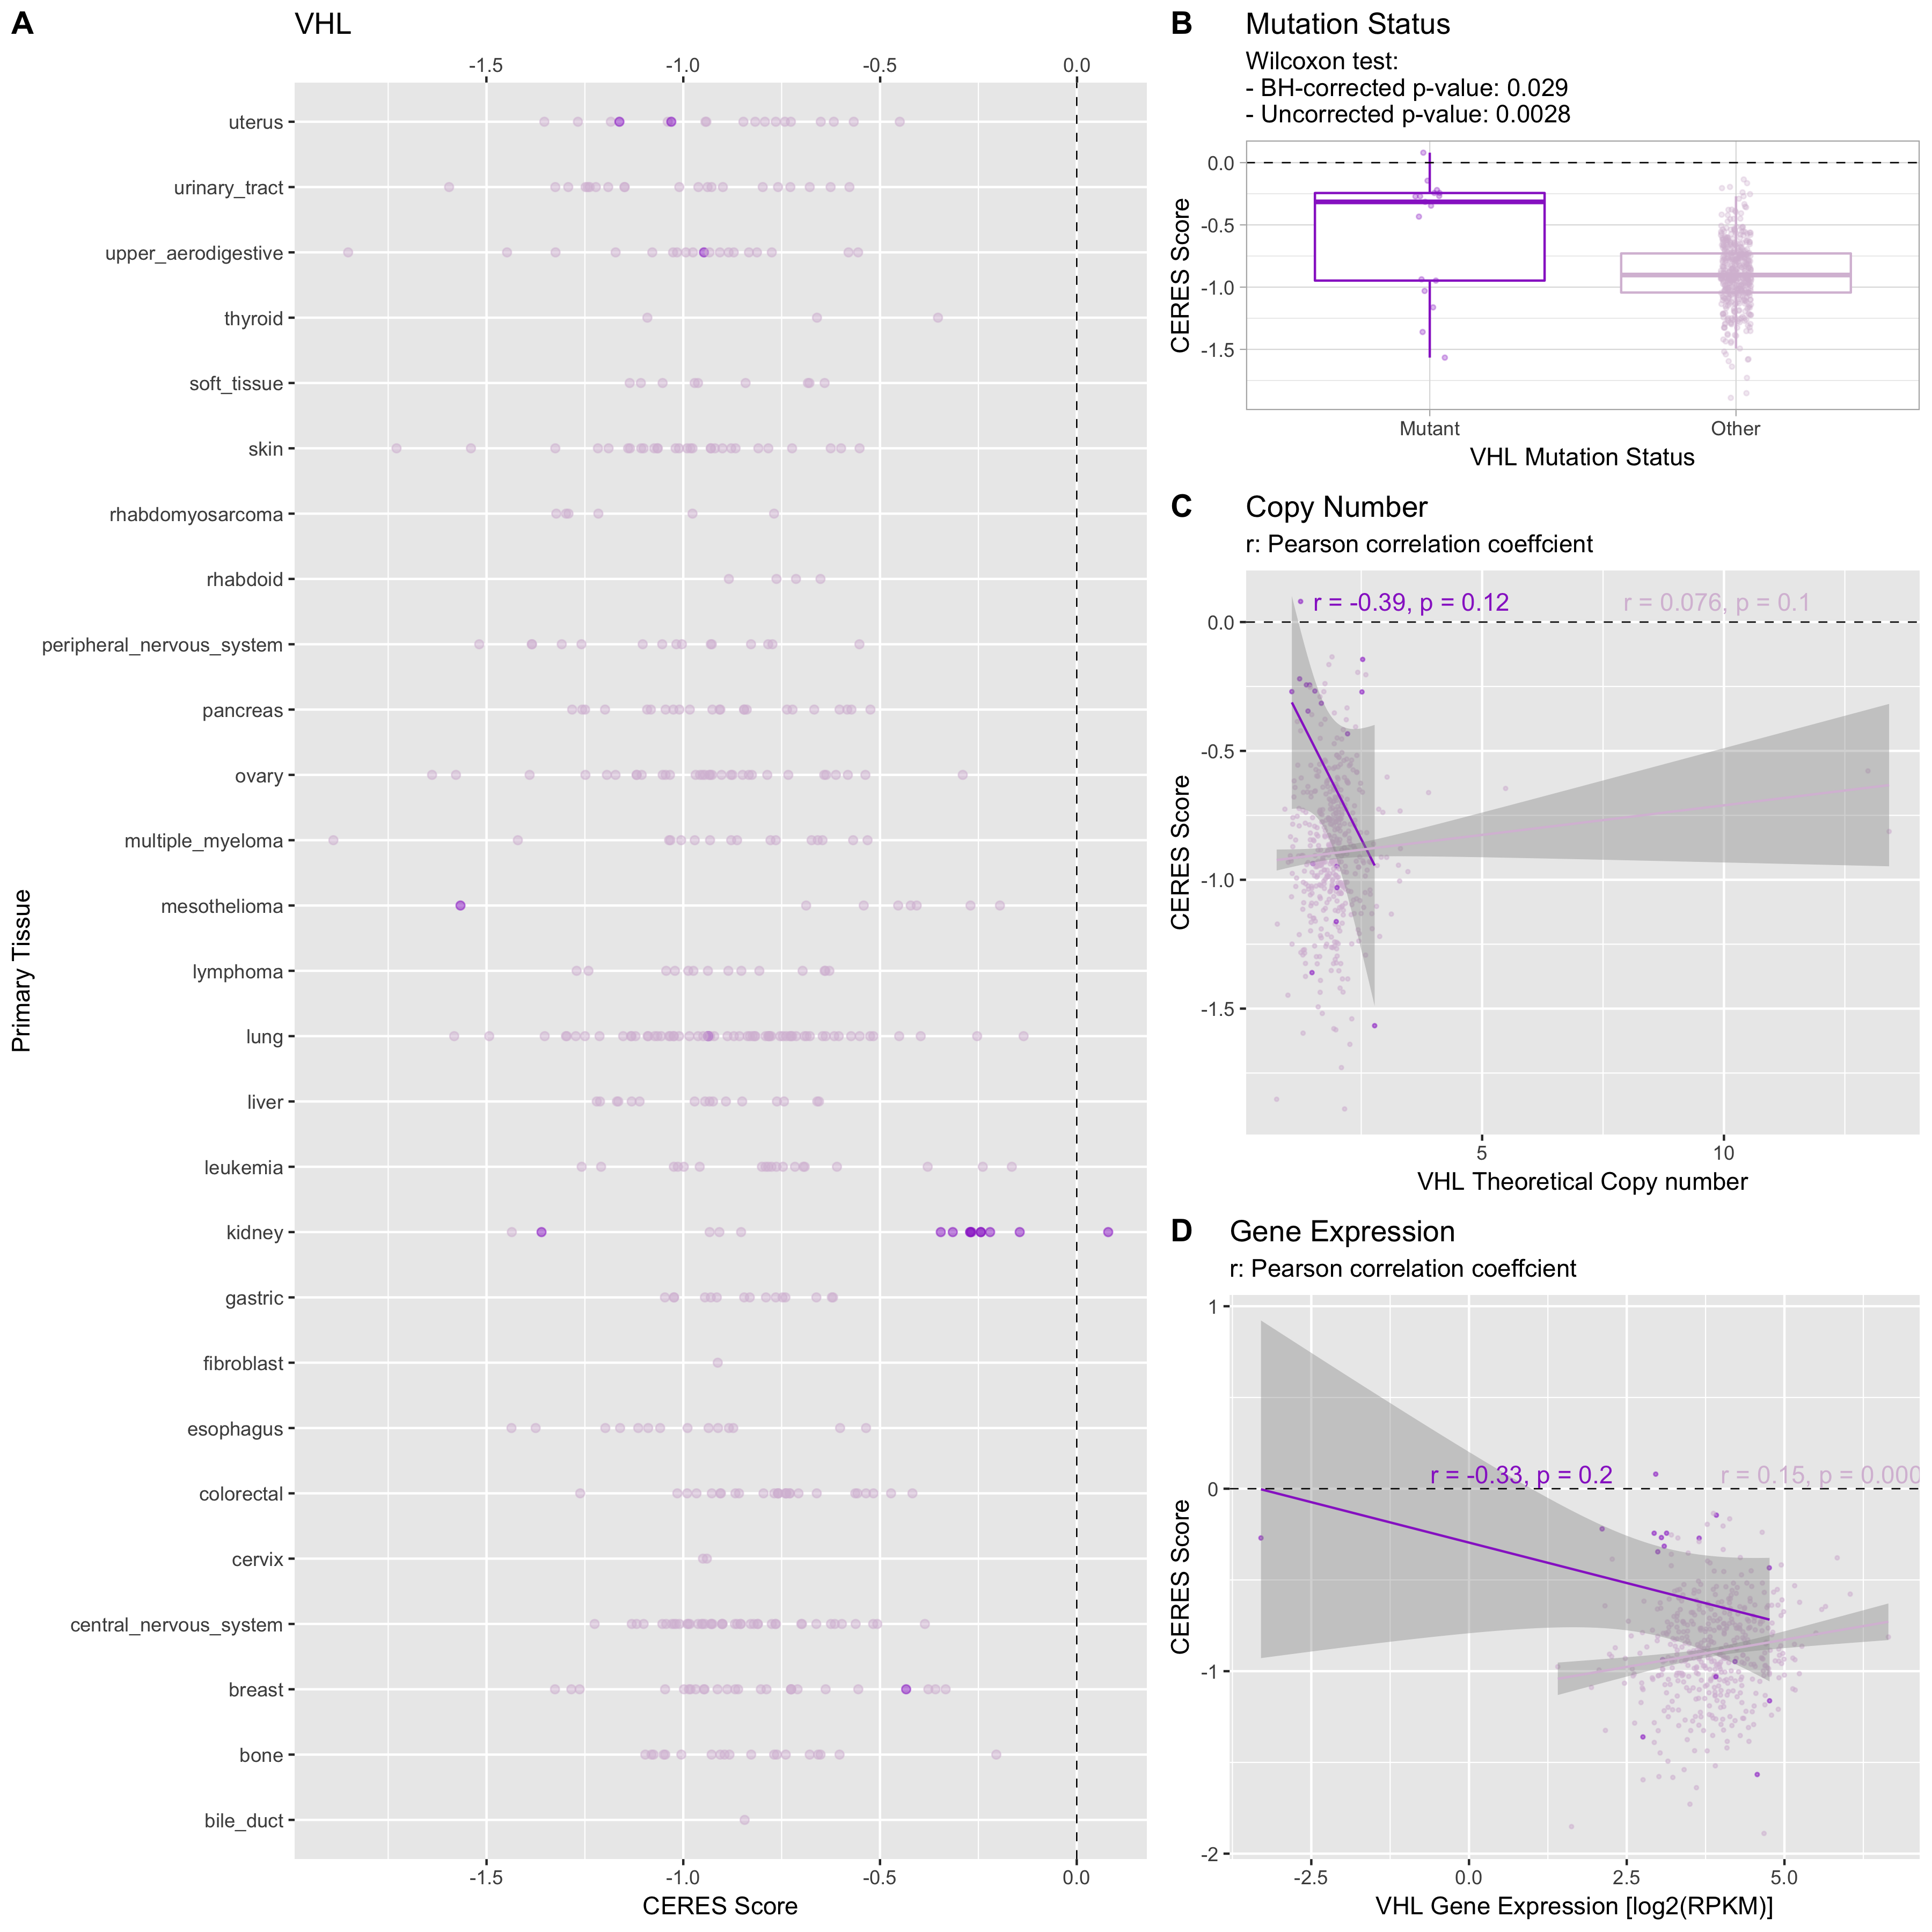 A
VHL
-1.5 -1.0 -0.5 0.0
uterus
urinary_tract
upper_aerodigestive
thyroid
soft_tissue
skin
rhabdomyosarcoma
rhabdoid
peripheral_nervous_system
pancreas
ovary
multiple_myeloma
mesothelioma
lymphoma
lung
liver
leukemia
kidney
gastric
fibroblast
esophagus
colorectal
cervix
central_nervous_system
breast
bone
bile_duct
Primary Tissue
-1.5 -1.0 -0.5 0.0
CERES Score
B
Mutation Status
Wilcoxon test:
- BH-corrected p-value: 0.029
- Uncorrected p-value: 0.0028
0.0
-0.5
-1.0
-1.5
CERES Score
Mutant Other
VHL Mutation Status
C
Copy Number
r: Pearson correlation coeffcient
r = -0.39, p = 0.12 r = 0.076, p = 0.1
0.0
-0.5
-1.0
-1.5
CERES Score
5 10
VHL Theoretical Copy number
D
Gene Expression
r: Pearson correlation coeffcient
1
r = -0.33, p = 0.2 r = 0.15, p = 0.000
0
-1
-2
CERES Score
-2.5 0.0 2.5 5.0
VHL Gene Expression [log2(RPKM)]